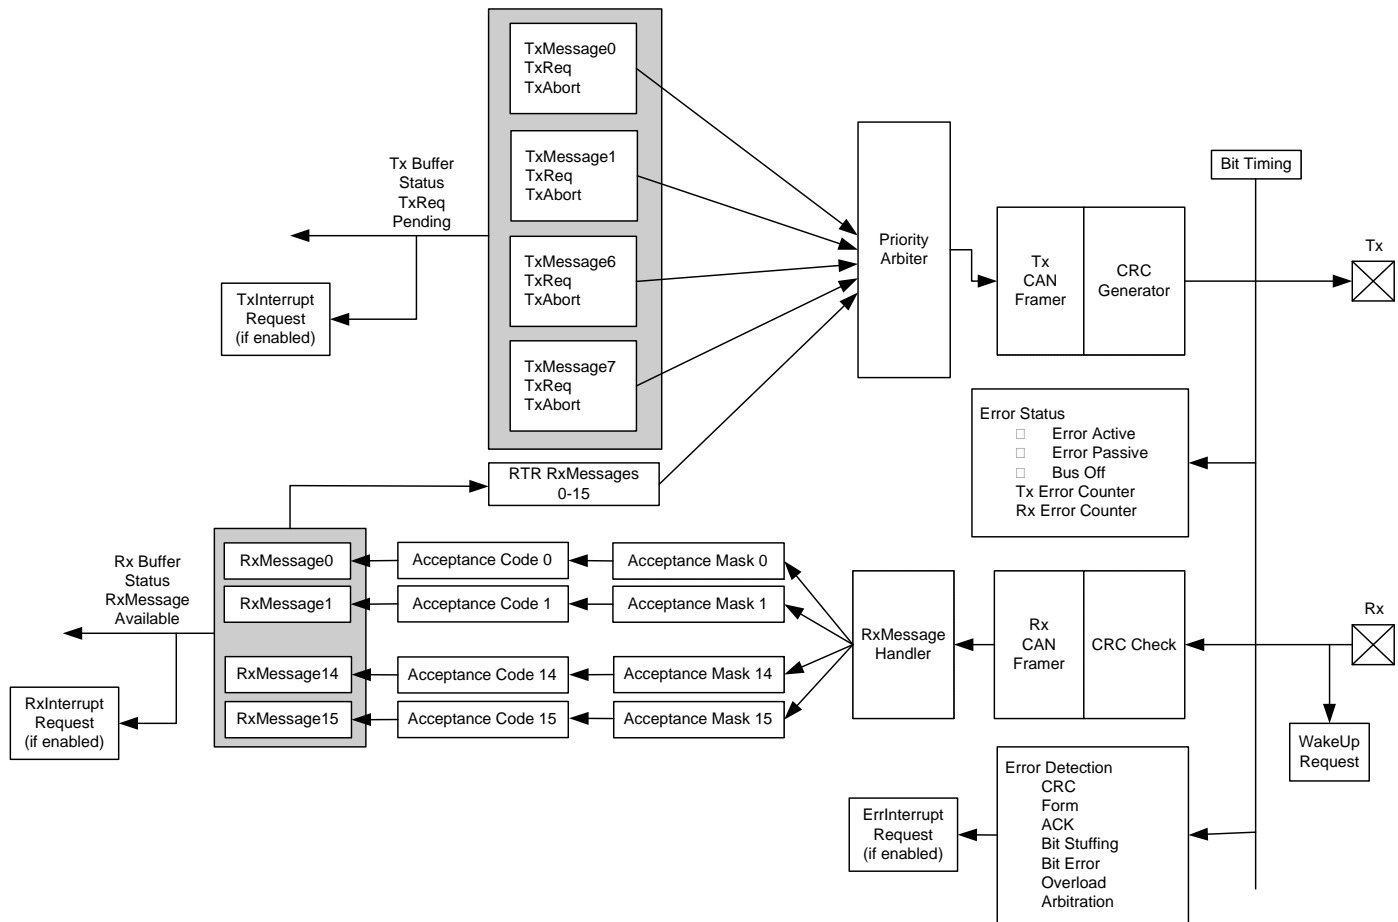 TxMessage0
TxReq
TxAbort
TxMessage1
TxReq
TxAbort
TxMessage6
TxReq
TxAbort
TxMessage7
TxReq
TxAbort
Tx Buffer
Status
TxReq
Pending
TxInterrupt
Request
(if enabled)
Priority
Arbiter
Tx
CAN
Framer
CRC
Generator
Bit Timing
Tx
Error Status
Error Active
Error Passive
Bus Off
Tx Error Counter
Rx Error Counter
RTR RxMessages
0-15
Rx Buffer
Status
RxMessage
Available
RxInterrupt
Request
(if enabled)
RxMessage0
Acceptance Code 0
Acceptance Mask 0
RxMessage1
Acceptance Code 1
Acceptance Mask 1
RxMessage14
Acceptance Code 14
Acceptance Mask 14
RxMessage15
Acceptance Code 15
Acceptance Mask 15
RxMessage
Handler
Rx
CAN
Framer
CRC Check
Rx
WakeUp
Request
ErrInterrupt
Request
(if enabled)
Error Detection
CRC
Form
ACK
Bit Stuffing
Bit Error
Overload
Arbitration